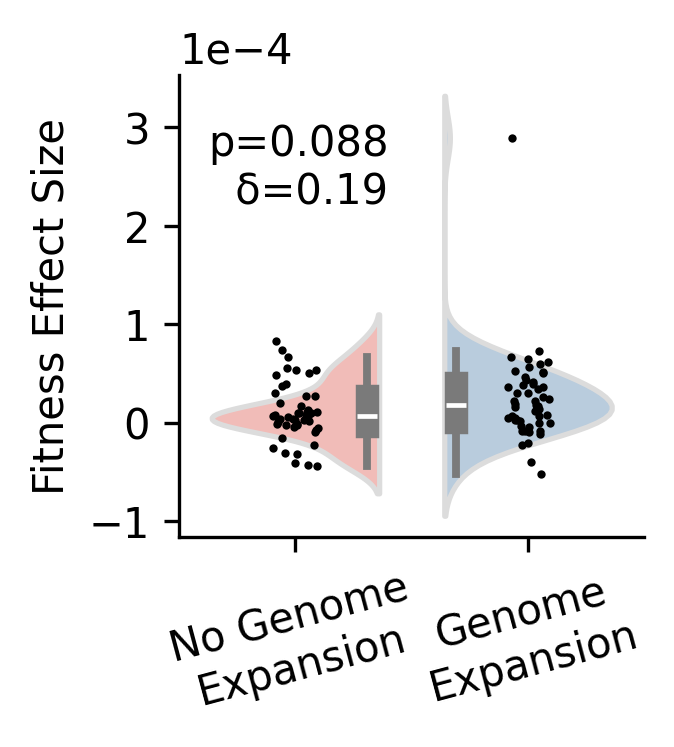 1e−4
Fitness Effect Size
3
2
1
0
−1
p=0.088
δ=0.19
No Genome
Expansion
Genome
Expansion